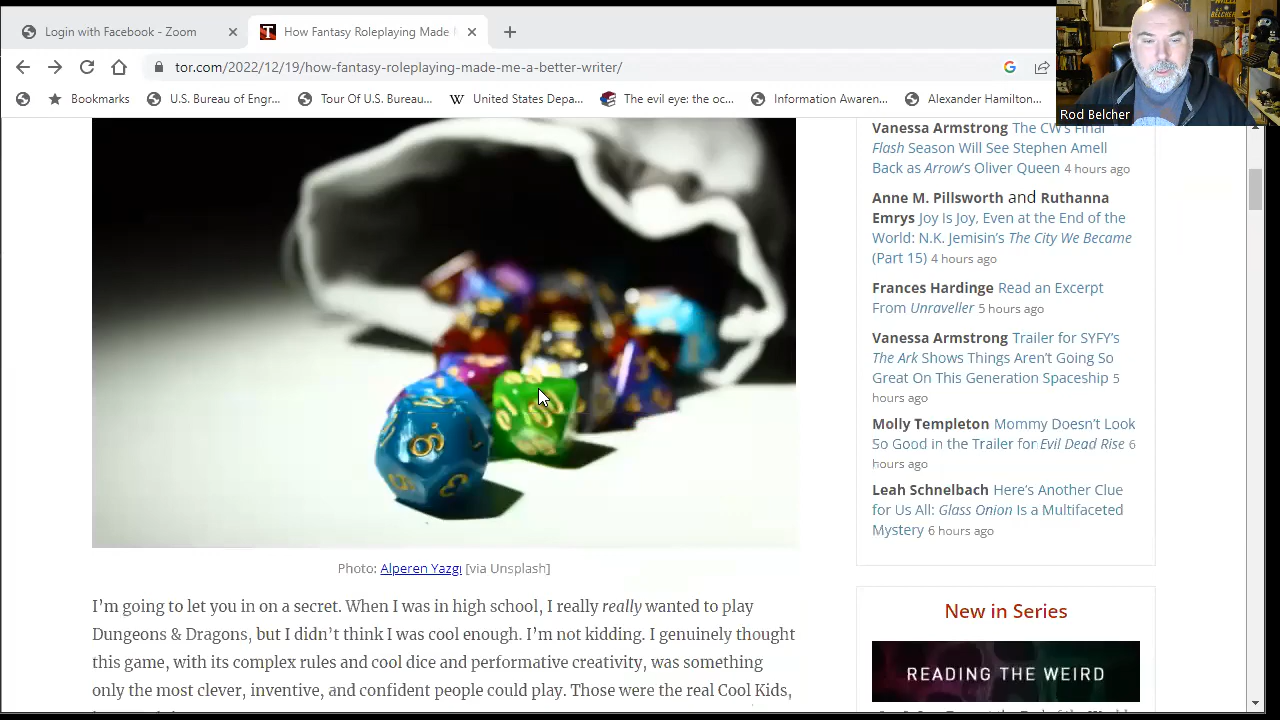 Login with Facebook - Zoom
How Fantasy Roleplaying Made
tor.com/2022/12/19/how-fantasy-roleplaying-made-me-a-better-writer/
Bookmarks
U.S. Bureau of Engr...
Tour Of U.S. Bureau...
United States Depa...
The evil eye: the oc...
Information Awaren...
Alexander Hamilton...
Rod Belcher
Vanessa Armstrong The CW's Final
Flash Season Will See Stephen Amell
Back as Arrow's Oliver Queen 4 hours ago
Anne M. Pillsworth and Ruthanna
Emrys Joy Is Joy, Even at the End of the
World: N.K. Jemisin's The City We Became
(Part 15) 4 hours ago
Frances Hardinge Read an Excerpt
From Unraveller 5 hours ago
Vanessa Armstrong Trailer for SYFY's
The Ark Shows Things Aren't Going So
Great On This Generation Spaceship 5
hours ago
Molly Templeton Mommy Doesn't Look
So Good in the Trailer for Evil Dead Rise 6
hours ago
Leah Schnelbach Here's Another Clue
for Us All: Glass Onion Is a Multifaceted
Mystery 6 hours ago
Photo: Alperen Yazgı [via Unsplash]
I'm going to let you in on a secret. When I was in high school, I really really wanted to play
Dungeons & Dragons, but I didn't think I was cool enough. I'm not kidding. I genuinely thought
this game, with its complex rules and cool dice and performative creativity, was something
only the most clever, inventive, and confident people could play. Those were the real Cool Kids,
New in Series
READING THE WEIRD